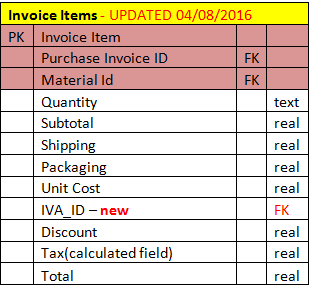 Invoice Items - UPDATED 04/08/2016
PK Invoice Item
Purchase Invoice ID FK
Material Id FK
Quantity text
Subtotal real
Shipping real
Packaging real
Unit Cost real
IVA_ID – new FK
Discount real
Tax(calculated field) real
Total real